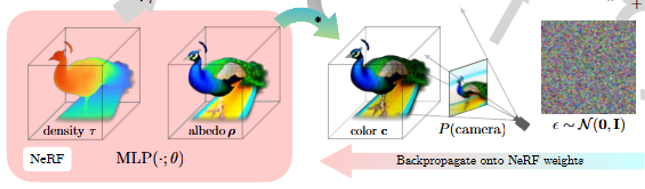 *
+
density τ
albedo ρ
color c
P(camera)
ϵ ∼ N(0, I)
NeRF
MLP(·; θ)
Backpropagate onto NeRF weights